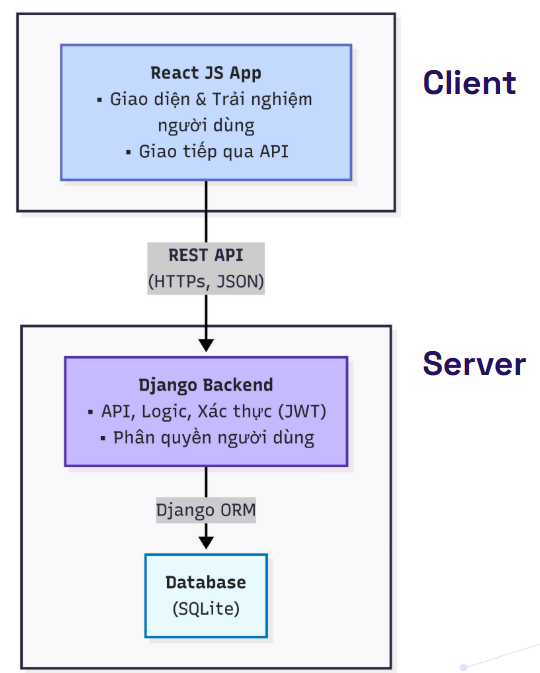 React JS App
▪ Giao diện & Trải nghiệm
người dùng
▪ Giao tiếp qua API
Client
REST API
(HTTPs, JSON)
Server
Django Backend
▪ API, Logic, Xác thực (JWT)
▪ Phân quyền người dùng
Django ORM
Database
(SQLite)